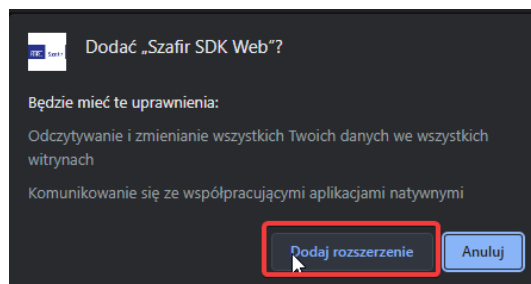 Dodać „Szafir SDK Web”?
Będzie mieć te uprawnienia:
Odczytywanie i zmienianie wszystkich Twoich danych we wszystkich
witrynach
Komunikowanie się ze współpracującymi aplikacjami natywnymi
Dodaj rozszerzenie
Anuluj